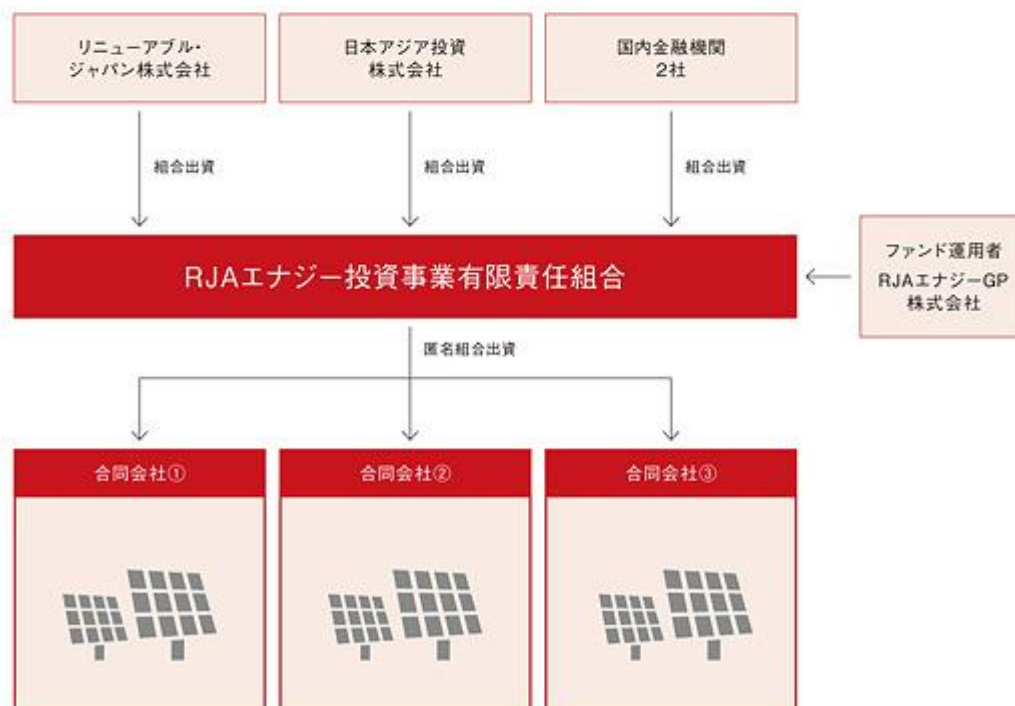 リニューアブル・
ジャパン株式会社
日本アジア投資
株式会社
国内金融機関
2社
組合出資
組合出資
組合出資
RJAエナジー投資事業有限責任組合
ファンド運用者
RJAエナジーGP
株式会社
匿名組合出資
合同会社①
合同会社②
合同会社③